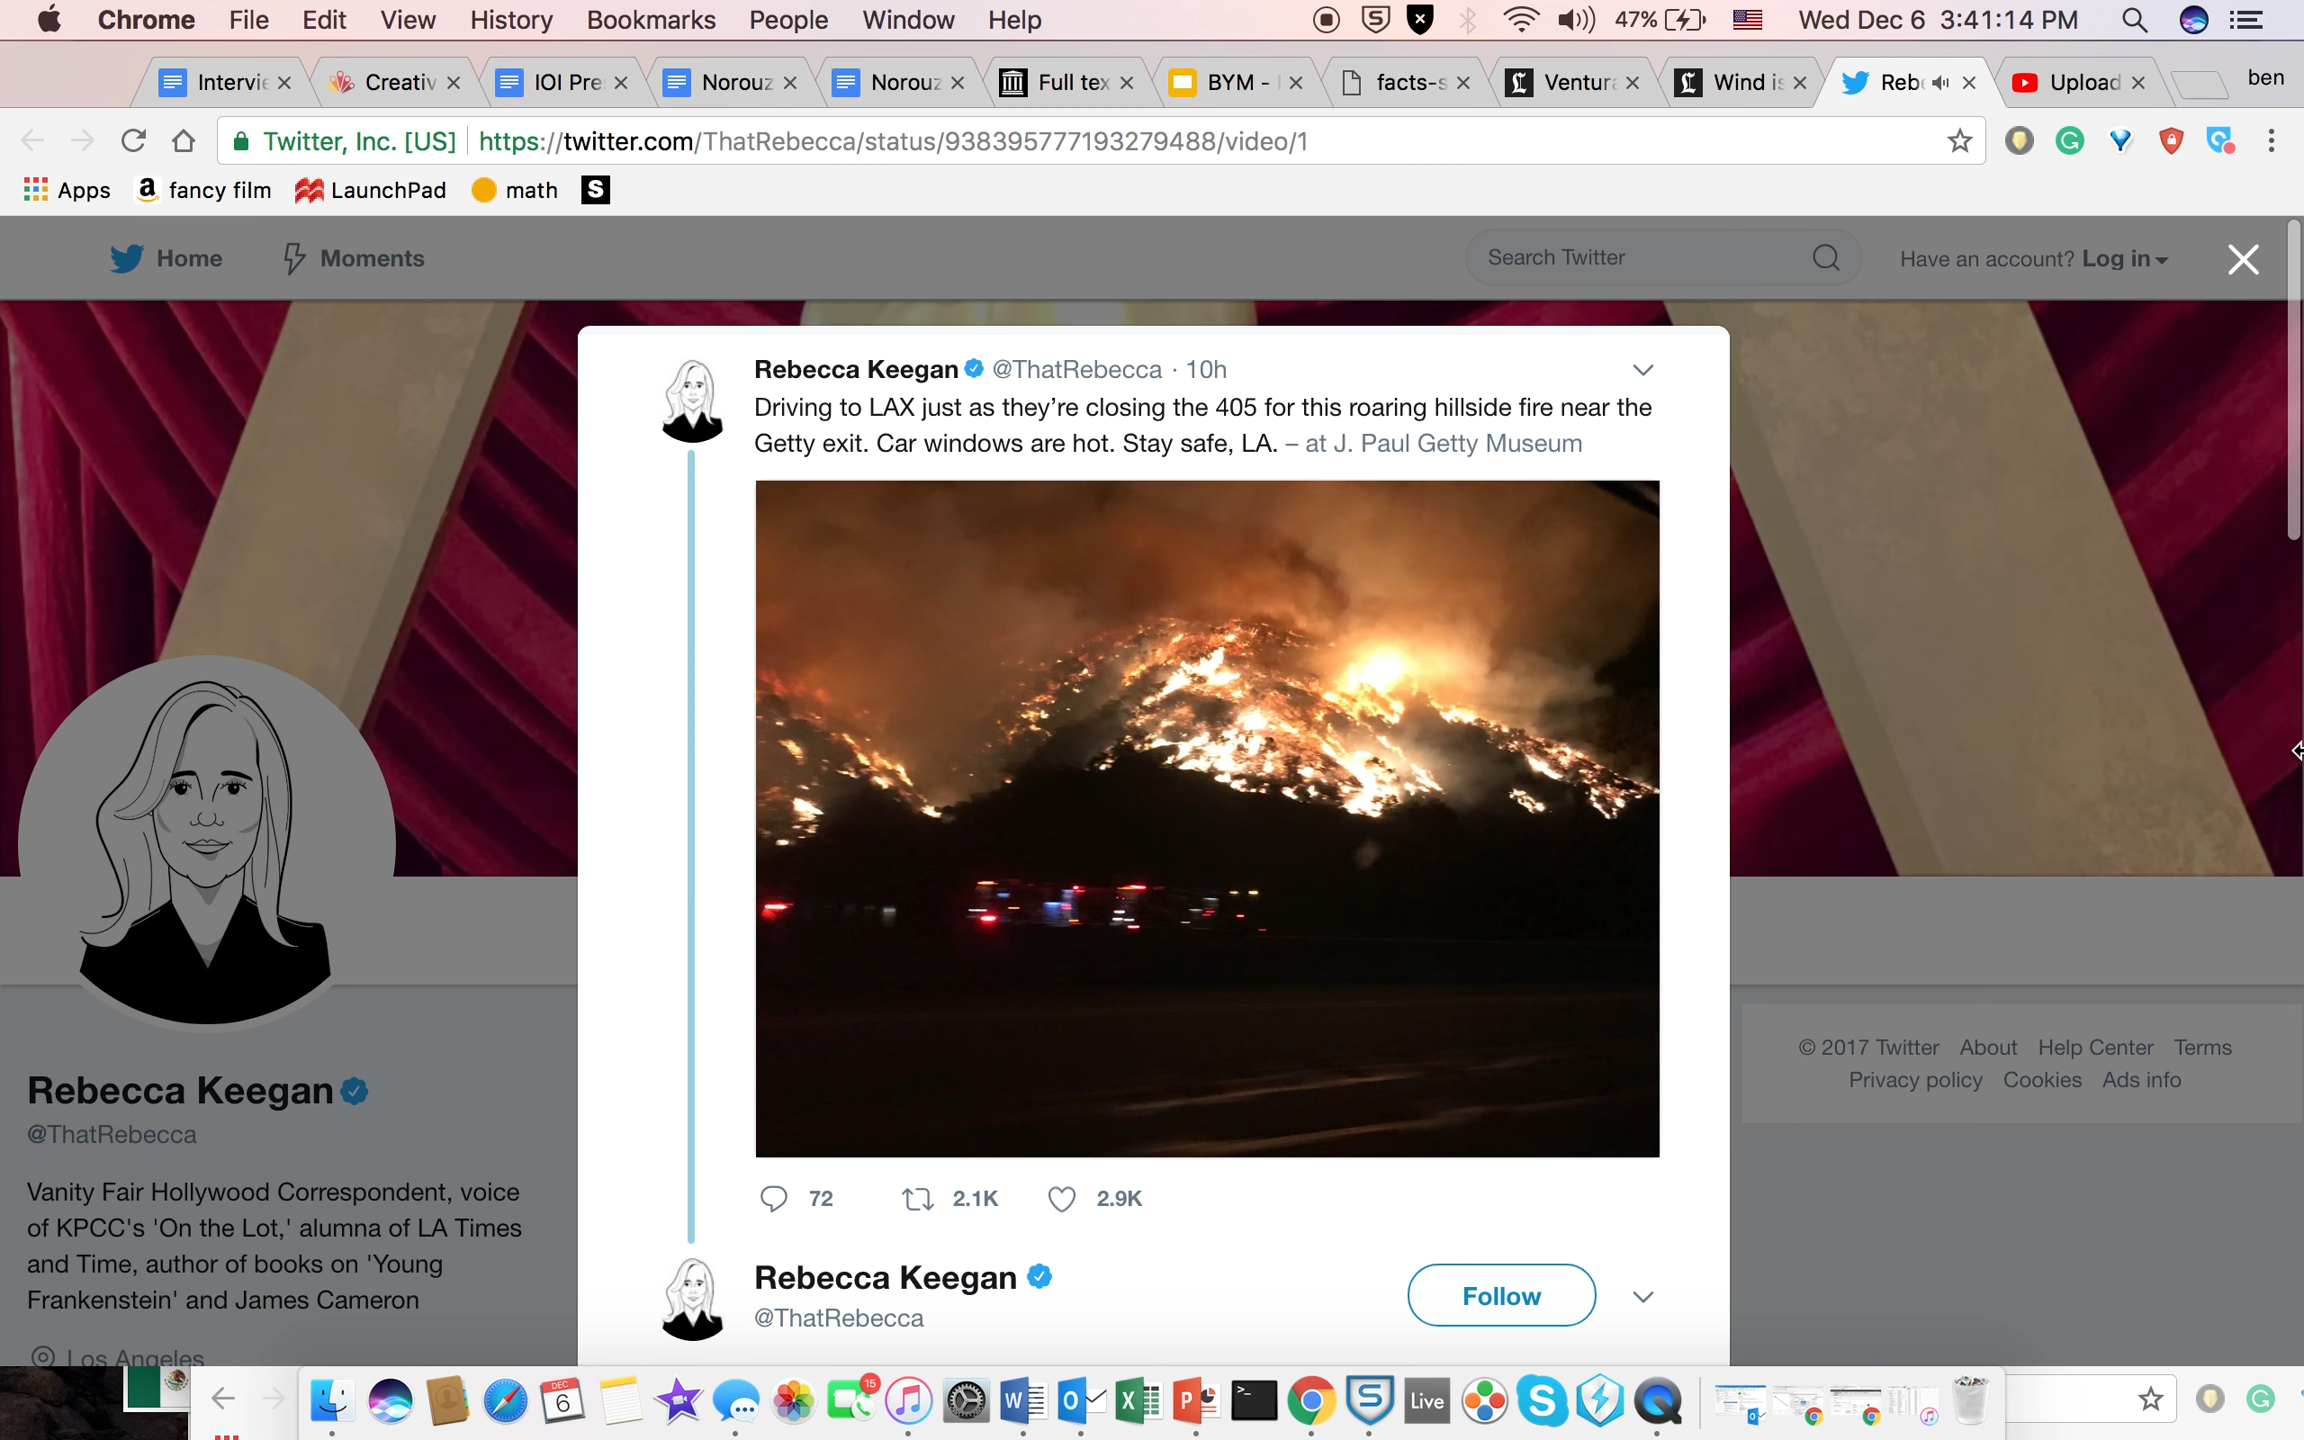 Chrome File Edit View History Bookmarks People Window Help 47% Wed Dec 6 3:41:14 PM
Intervie Creativ IOI Pre Norouz Norouz Full tex BYM - facts-s Ventura Wind is Reb Upload ben
Twitter, Inc. [US] https://twitter.com/ThatRebecca/status/938395777193279488/video/1
Apps fancy film LaunchPad math S
Home Moments Search Twitter Have an account? Log in
Rebecca Keegan @ThatRebecca · 10h
Driving to LAX just as they’re closing the 405 for this roaring hillside fire near the
Getty exit. Car windows are hot. Stay safe, LA. – at J. Paul Getty Museum
72 2.1K 2.9K
Rebecca Keegan
@ThatRebecca
Follow
Rebecca Keegan
@ThatRebecca
Vanity Fair Hollywood Correspondent, voice
of KPCC's 'On the Lot,' alumna of LA Times
and Time, author of books on 'Young
Frankenstein' and James Cameron
Los Angeles
© 2017 Twitter About Help Center Terms
Privacy policy Cookies Ads info
DEC
6
15
Live